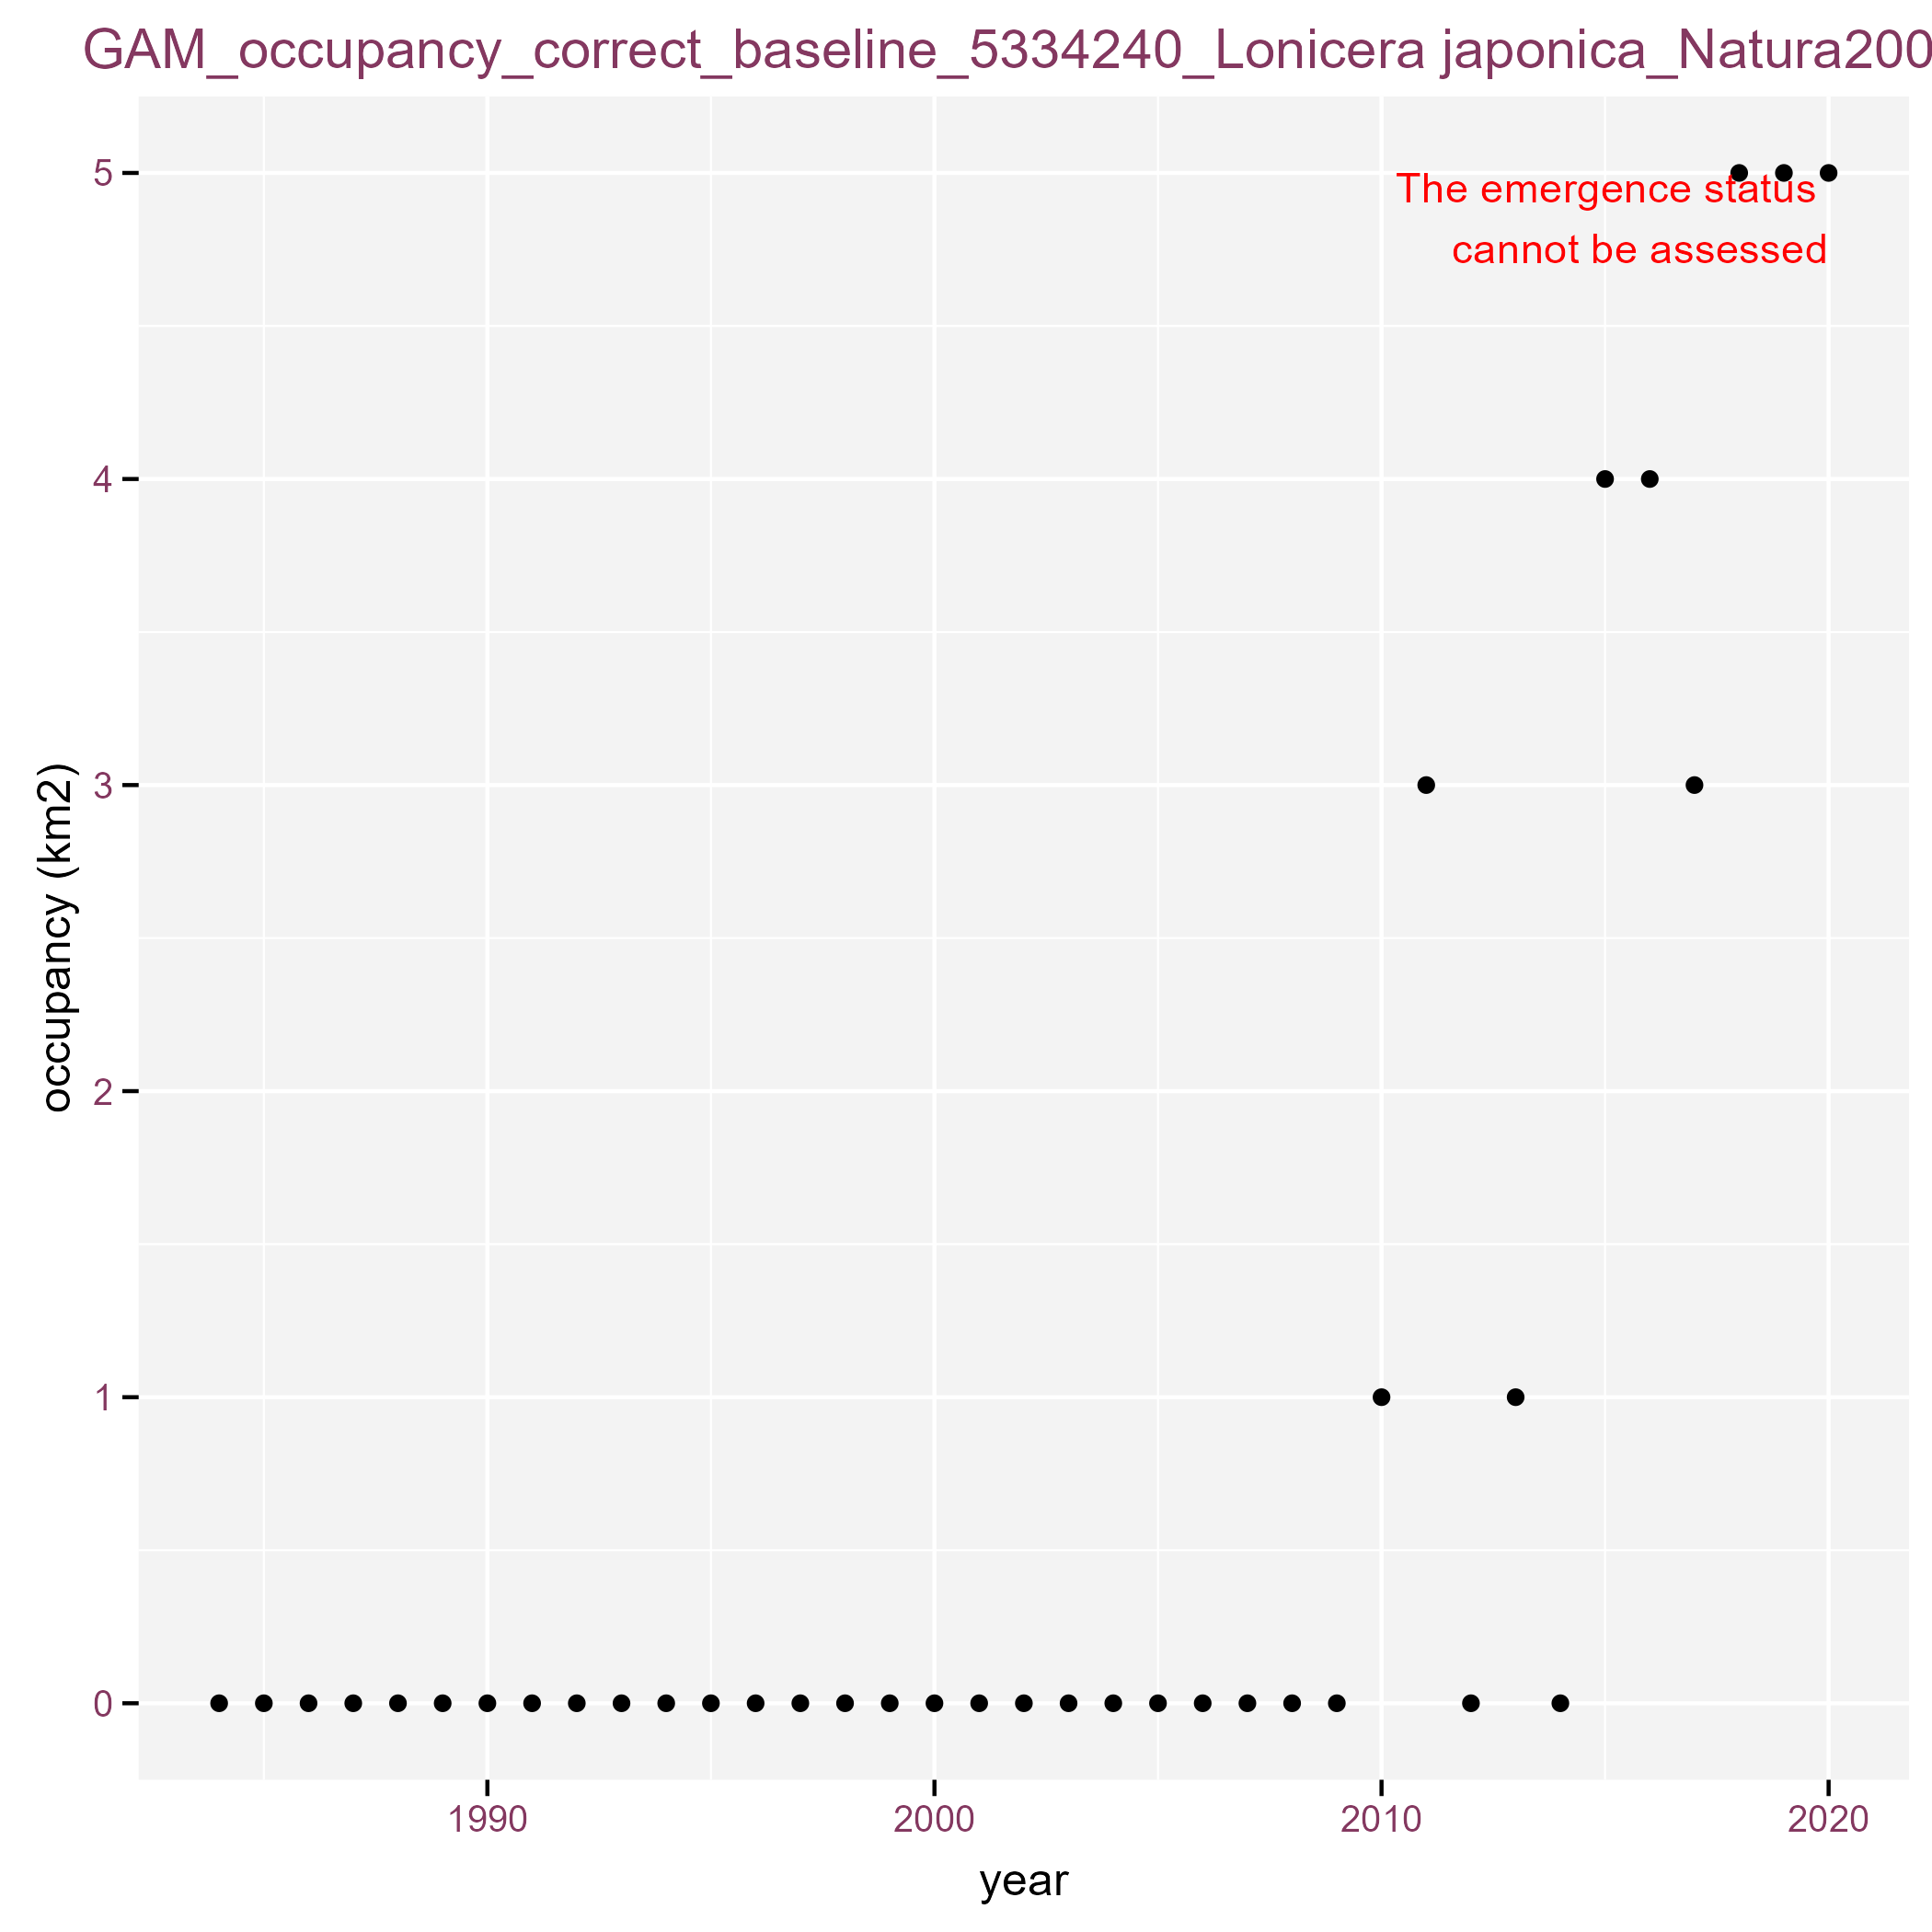 GAM_occupancy_correct_baseline_5334240_Lonicera japonica_Natura200
5
The emergence status
cannot be assessed
4
3
2
1
0
occupancy (km2)
1990 2000 2010 2020
year